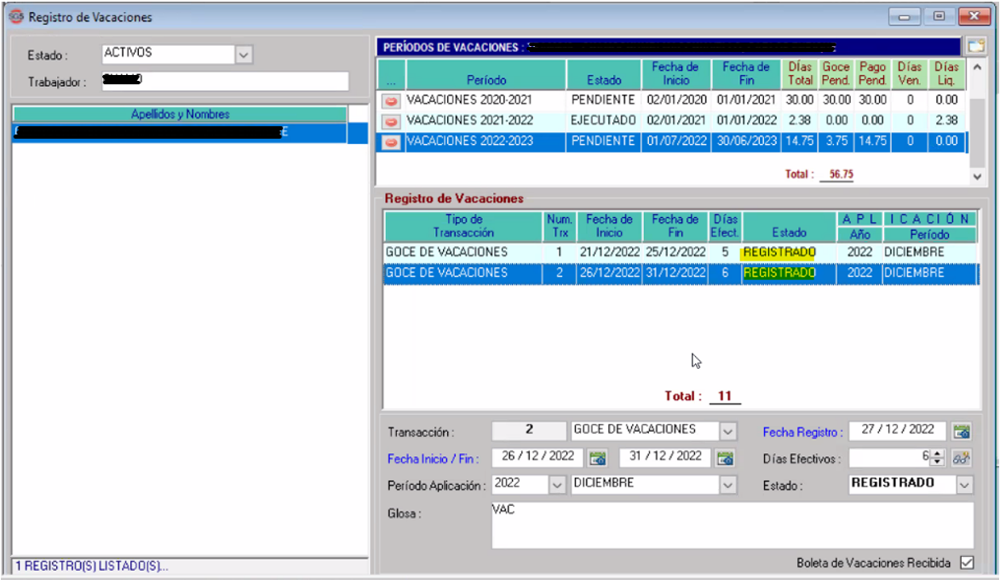 SGS Registro de Vacaciones
Estado : ACTIVOS
Trabajador :
Apellidos y Nombres
E
1 REGISTRO(S) LISTADO(S)...
PERÍODOS DE VACACIONES :
... Período Estado Fecha de Inicio Fecha de Fin Días Total Goce Pend. Pago Pend. Días Ven. Días Liq.
VACACIONES 2020-2021 PENDIENTE 02/01/2020 01/01/2021 30.00 30.00 30.00 0 0.00
VACACIONES 2021-2022 EJECUTADO 02/01/2021 01/01/2022 2.38 0.00 0.00 0 2.38
VACACIONES 2022-2023 PENDIENTE 01/07/2022 30/06/2023 14.75 3.75 14.75 0 0.00
Total : 56.75
Registro de Vacaciones
Tipo de Transacción Num. Trx Fecha de Inicio Fecha de Fin Días Efect. Estado A P L I C A C I Ó N Año Período
GOCE DE VACACIONES 1 21/12/2022 25/12/2022 5 REGISTRADO 2022 DICIEMBRE
GOCE DE VACACIONES 2 26/12/2022 31/12/2022 6 REGISTRADO 2022 DICIEMBRE
Total : 11
Transacción : 2 GOCE DE VACACIONES Fecha Registro : 27 / 12 / 2022
Fecha Inicio / Fin : 26 / 12 / 2022 31 / 12 / 2022 Días Efectivos : 6
Período Aplicación : 2022 DICIEMBRE Estado : REGISTRADO
Glosa : VAC
Boleta de Vacaciones Recibida